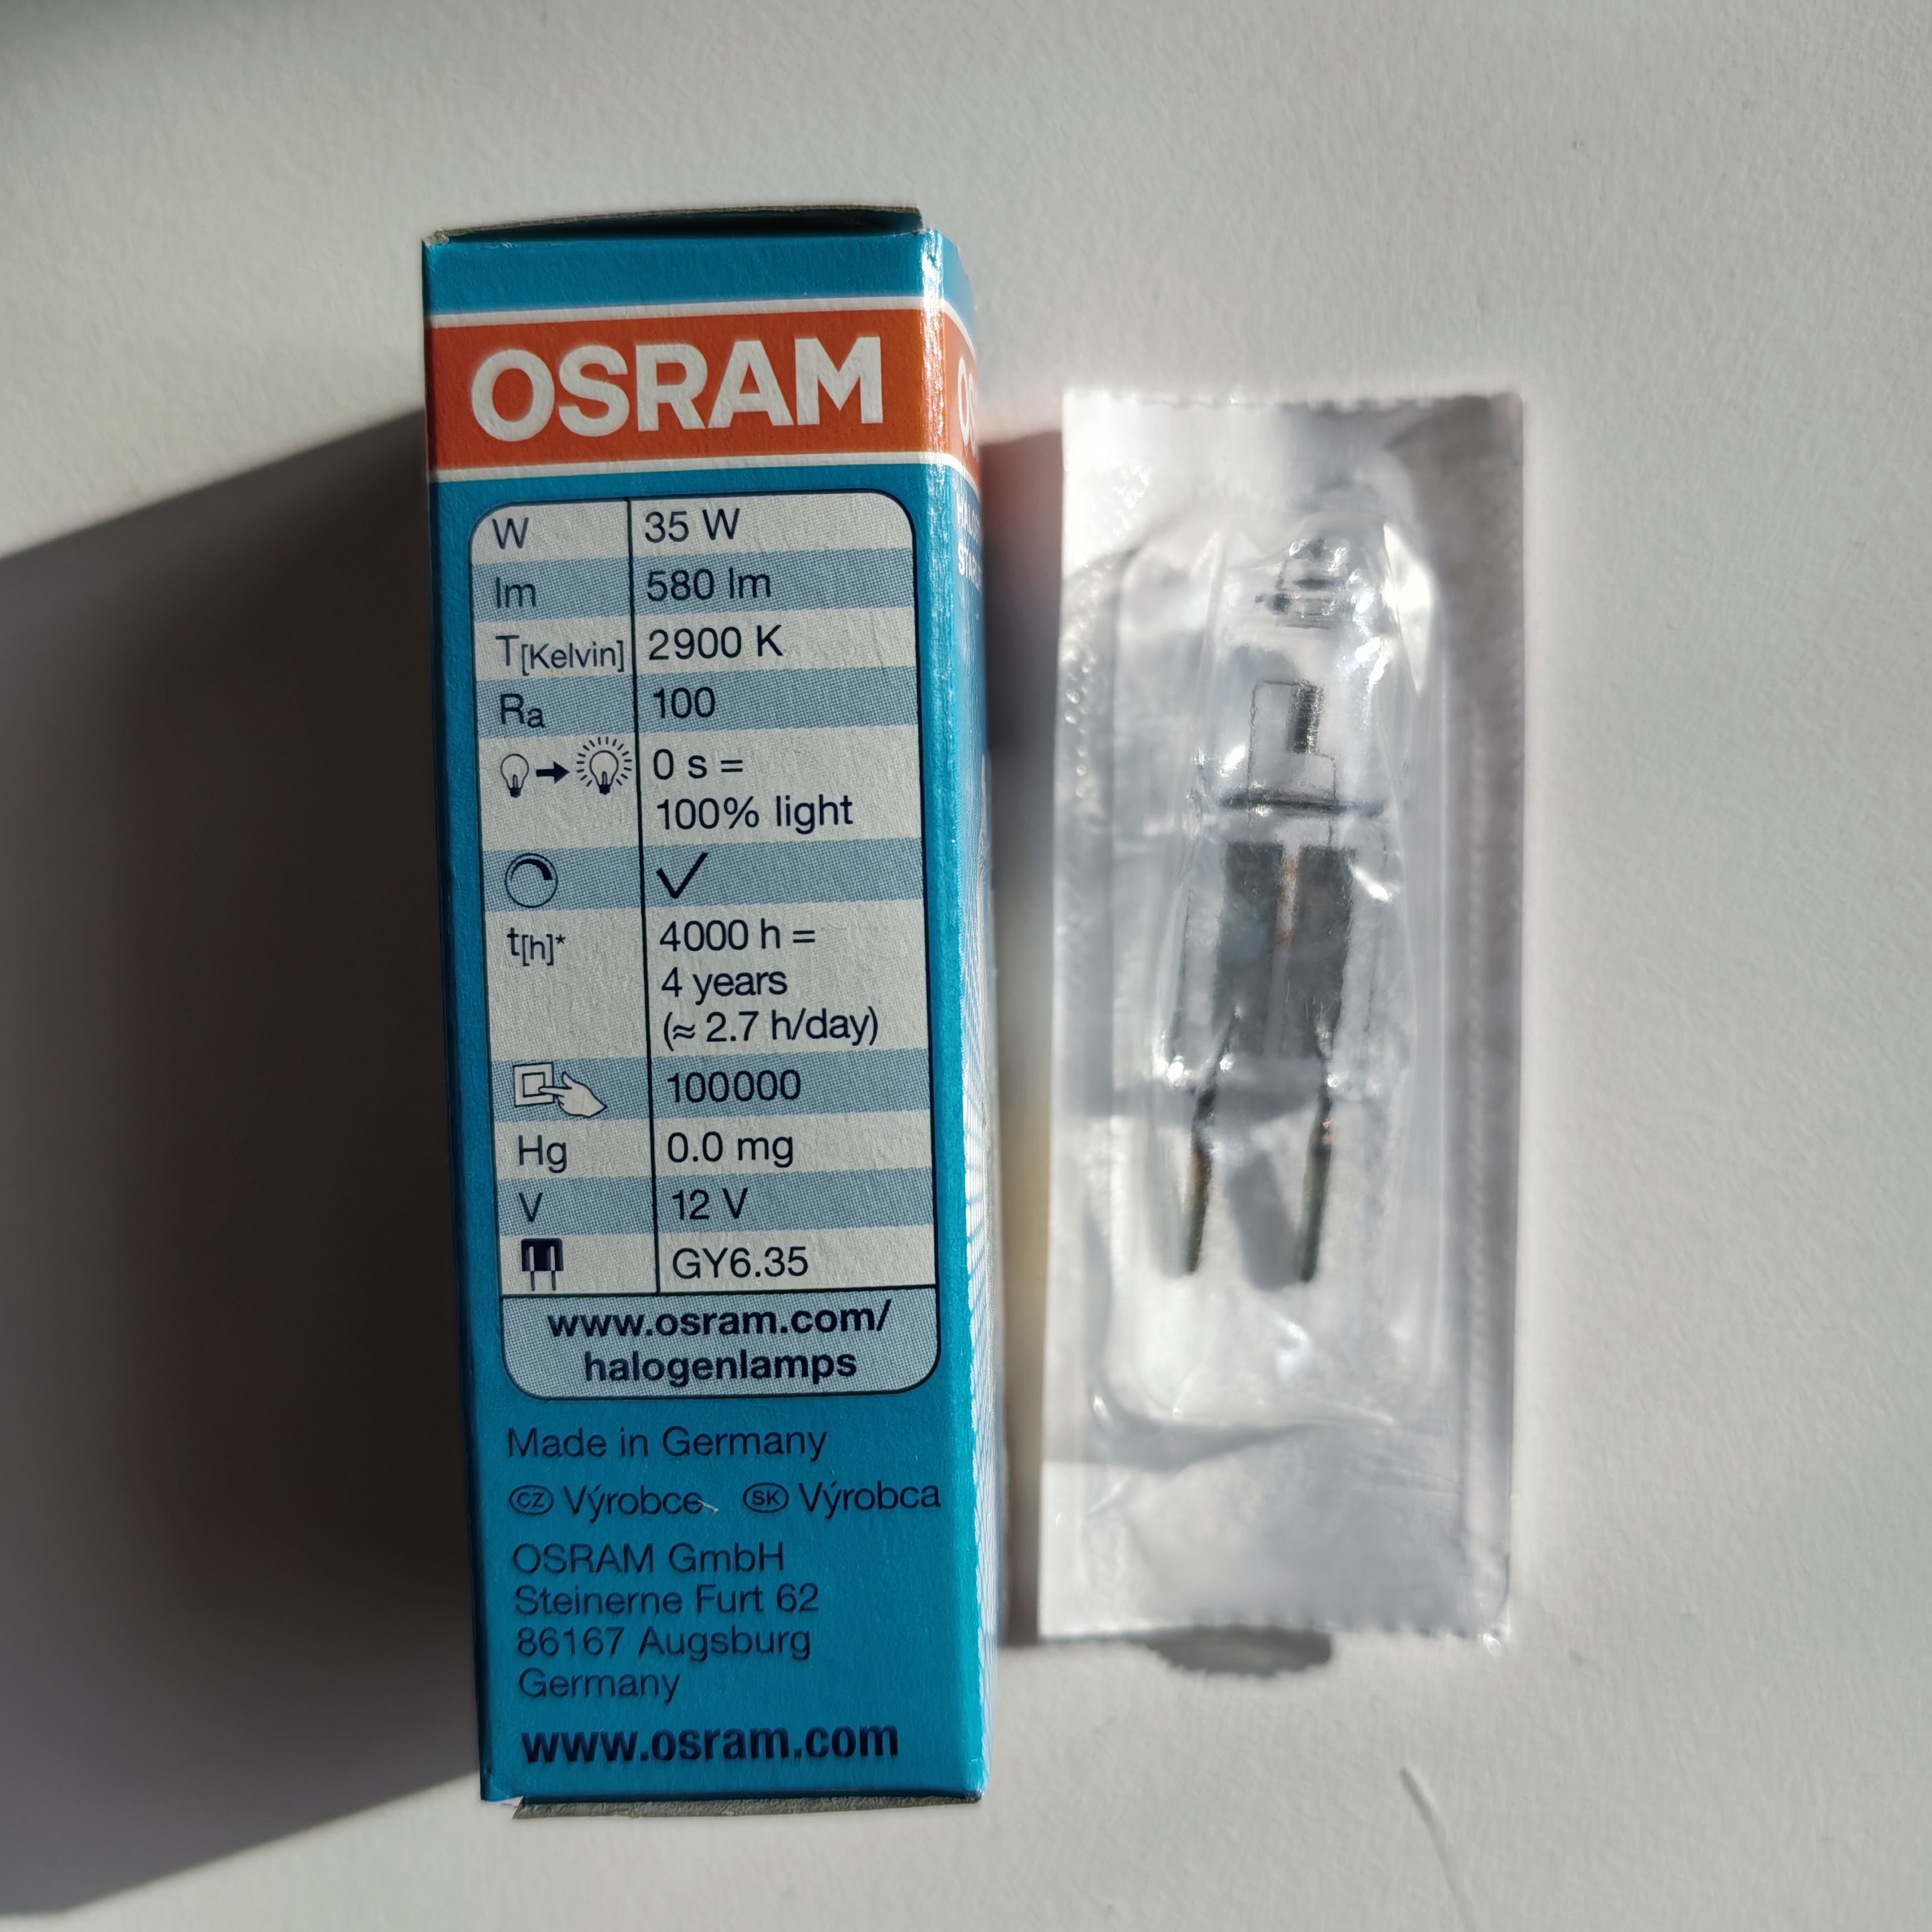 OSRAM
W 35 W
lm 580 lm
T[Kelvin] 2900 K
Ra 100
0 s =
100% light
t[h]* 4000 h =
4 years
(≈ 2.7 h/day)
100000
Hg 0.0 mg
V 12 V
GY6.35
www.osram.com/
halogenlamps
Made in Germany
CZ Výrobce SK Výrobca
OSRAM GmbH
Steinerne Furt 62
86167 Augsburg
Germany
www.osram.com